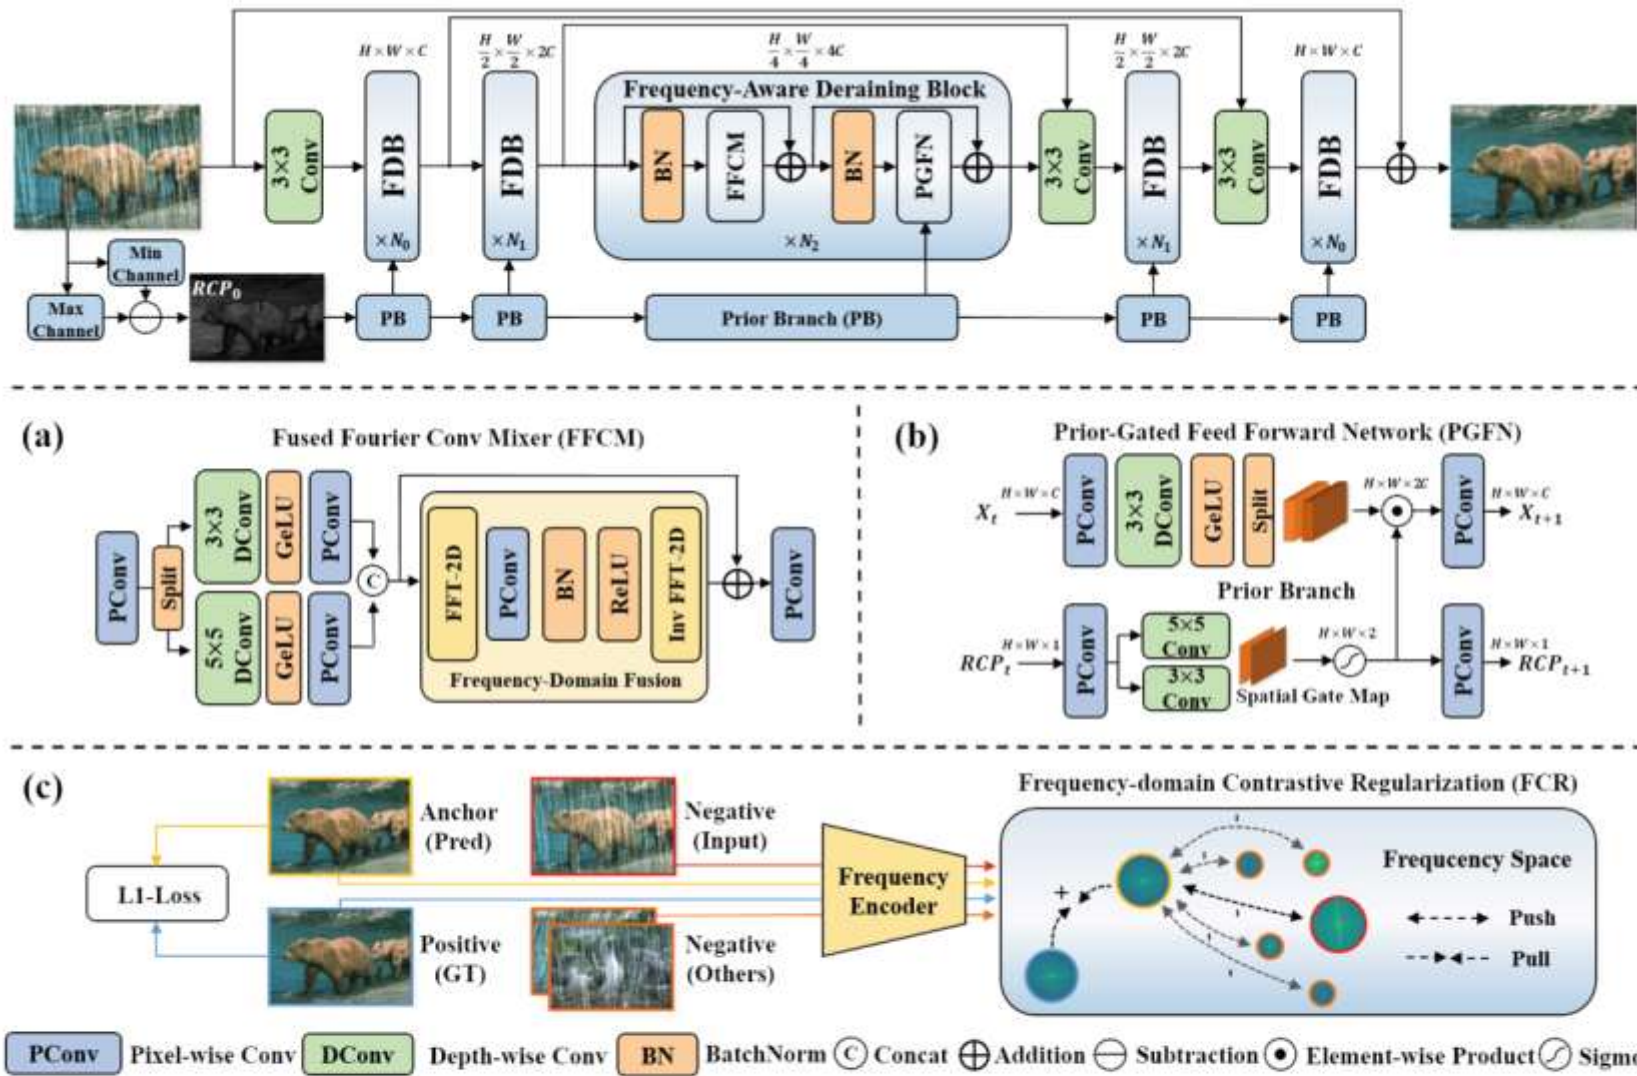 H×W×C
H/2×W/2×2C
H/4×W/4×4C
H/2×W/2×2C
H×W×C
Frequency-Aware Deraining Block
3×3 Conv
FDB
×N₀
FDB
×N₁
BN
FFCM
BN
PGFN
×N₂
3×3 Conv
FDB
×N₁
3×3 Conv
FDB
×N₀
Min
Channel
Max
Channel
RCP₀
PB
PB
Prior Branch (PB)
PB
PB
(a)
Fused Fourier Conv Mixer (FFCM)
PConv
Split
3×3
DConv
GeLU
PConv
5×5
DConv
GeLU
PConv
C
FFT-2D
PConv
BN
ReLU
Inv FFT-2D
Frequency-Domain Fusion
PConv
(b)
Prior-Gated Feed Forward Network (PGFN)
Xₜ
H×W×C
PConv
3×3
DConv
GeLU
Split
H×W×2C
PConv
H×W×C
Xₜ₊₁
Prior Branch
RCPₜ
H×W×1
PConv
5×5
Conv
3×3
Conv
Spatial Gate Map
H×W×2
PConv
H×W×1
RCPₜ₊₁
(c)
L1-Loss
Anchor
(Pred)
Positive
(GT)
Negative
(Input)
Negative
(Others)
Frequency
Encoder
Frequency-domain Contrastive Regularization (FCR)
+
Frequcency Space
Push
Pull
PConv Pixel-wise Conv DConv Depth-wise Conv BN BatchNorm C Concat Addition Subtraction Element-wise Product Sigmo